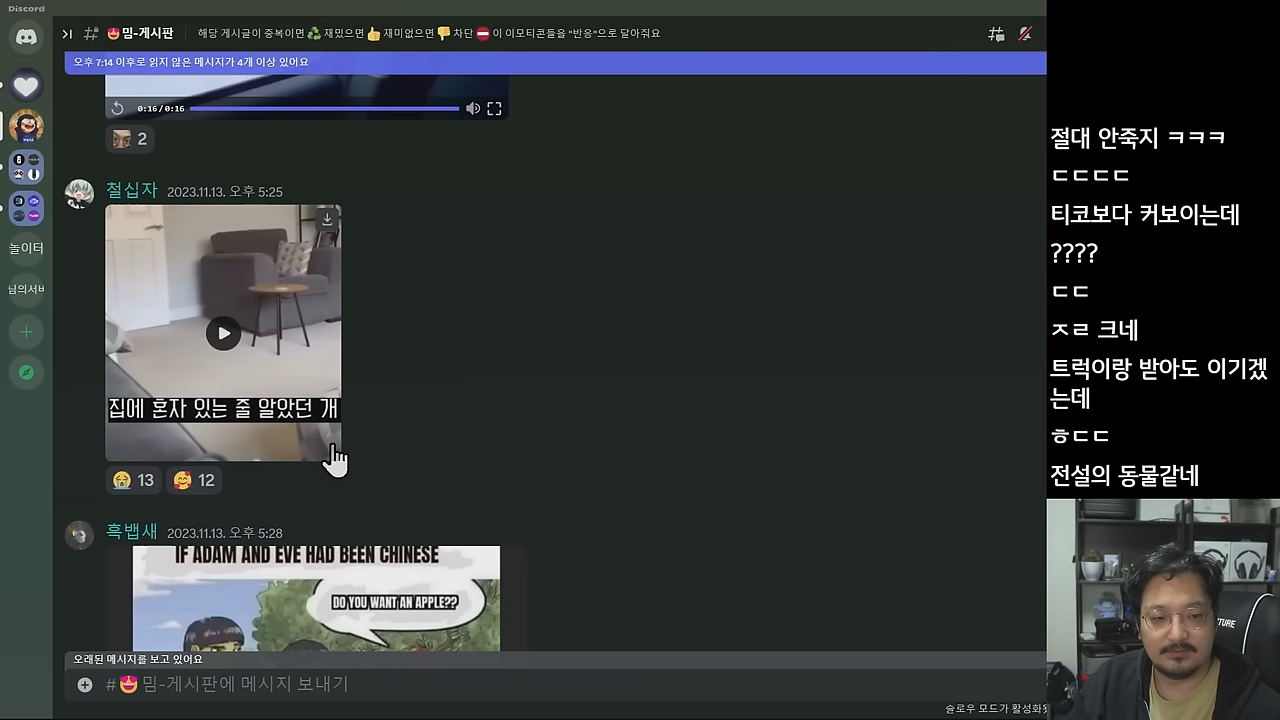 Discord
😍밈-게시판
해당 게시글이 중복이면 ♻️ 재밌으면 👍 재미없으면 👎 차단 ⛔ 이 이모티콘들을 "반응"으로 달아줘요
오후 7:14 이후로 읽지 않은 메시지가 4개 이상 있어요
0:16/0:16
2
철십자 2023.11.13. 오후 5:25
집에 혼자 있는 줄 알았던 개
13
12
흑뱁새 2023.11.13. 오후 5:28
IF ADAM AND EVE HAD BEEN CHINESE
DO YOU WANT AN APPLE??
오래된 메시지를 보고 있어요
#😍밈-게시판에 메시지 보내기
슬로우 모드가 활성화
놀이터
님의서버
절대 안죽지 ㅋㅋㅋ
ㄷㄷㄷㄷ
티코보다 커보이는데
????
ㄷㄷ
ㅈㄹ 크네
트럭이랑 받아도 이기겠
는데
ㅎㄷㄷ
전설의 동물같네